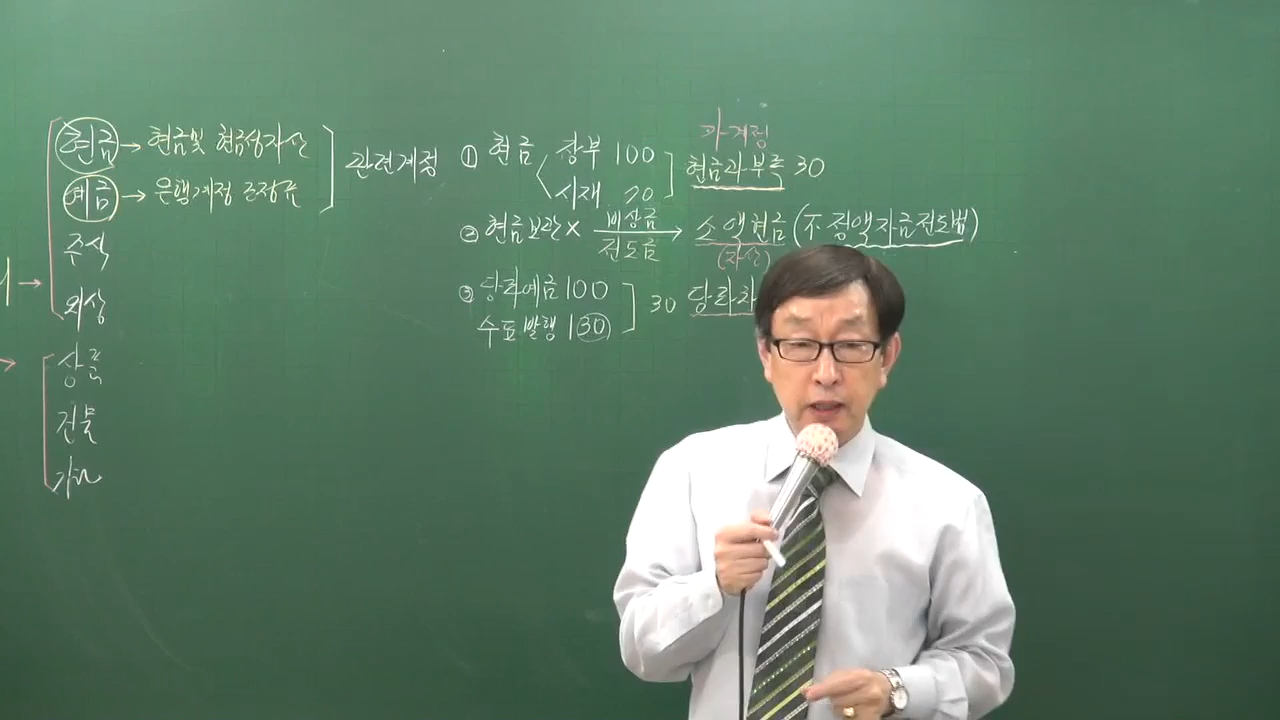 현금 → 현금및 현금성자산
예금 → 은행계정 조정표
주식
외상
상품
건물
기타
관련계정
가계정
① 현금 장부 100 현금과부족 30
시재 70
② 현금보관× 비상금 → 소액현금 (부정액자금전도법)
전도금 (자산)
③ 당좌예금 100 30 당좌차
수표발행 130